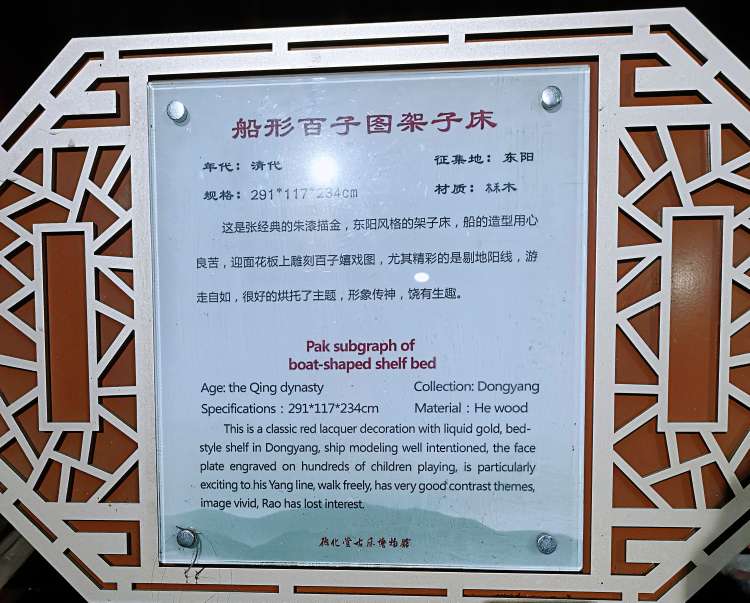 船形百子图架子床
年代：清代 征集地：东阳
规格：291*117*234cm 材质：林木
这是张经典的朱漆描金，东阳风格的架子床，船的造型用心
良苦，迎面花板上雕刻百子嬉戏图，尤其精彩的是剔地阳线，游
走自如，很好的烘托了主题，形象传神，饶有生趣。
Pak subgraph of
boat-shaped shelf bed
Age: the Qing dynasty Collection: Dongyang
Specifications：291*117*234cm Material：He wood
This is a classic red lacquer decoration with liquid gold, bed-
style shelf in Dongyang, ship modeling well intentioned, the face
plate engraved on hundreds of children playing, is particularly
exciting to his Yang line, walk freely, has very good contrast themes,
image vivid, Rao has lost interest.
化堂古床博物馆